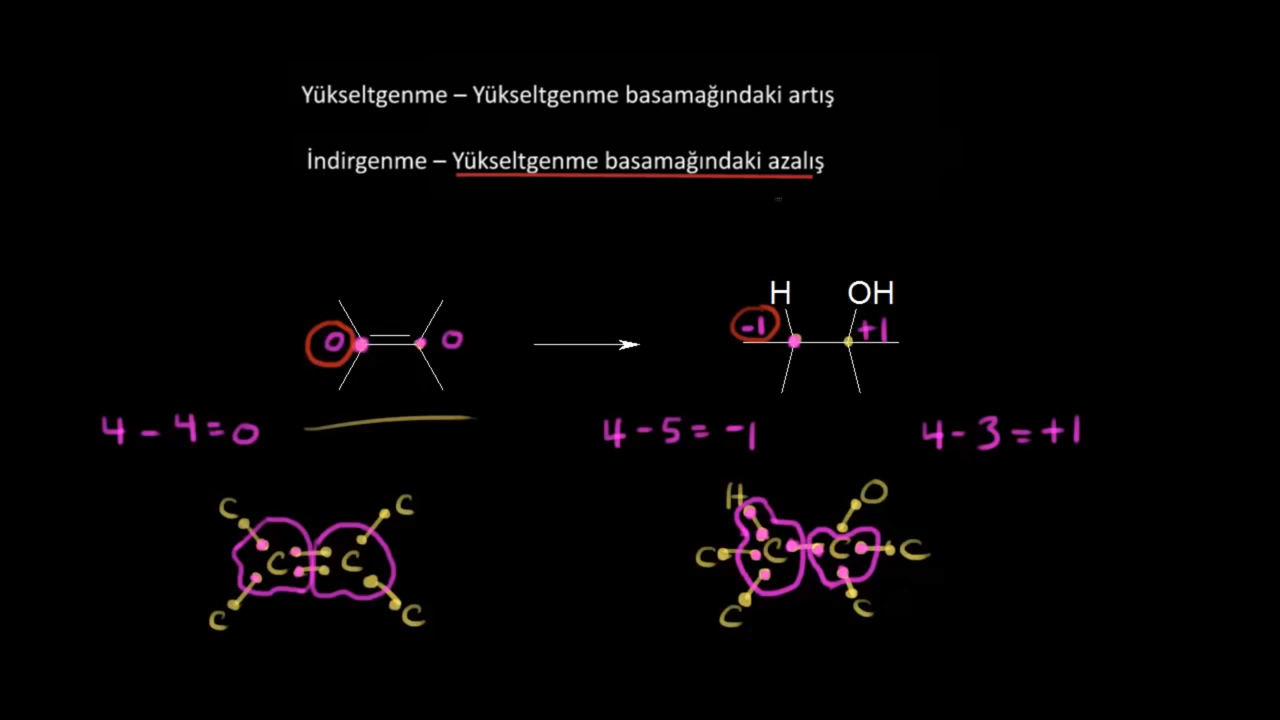 Yükseltgenme – Yükseltgenme basamağındaki artış
İndirgenme – Yükseltgenme basamağındaki azalış
H OH
0 0 -1 +1
4 - 4 = 0 4 - 5 = -1 4 - 3 = +1
C C H O
C C C C C C
C C C C